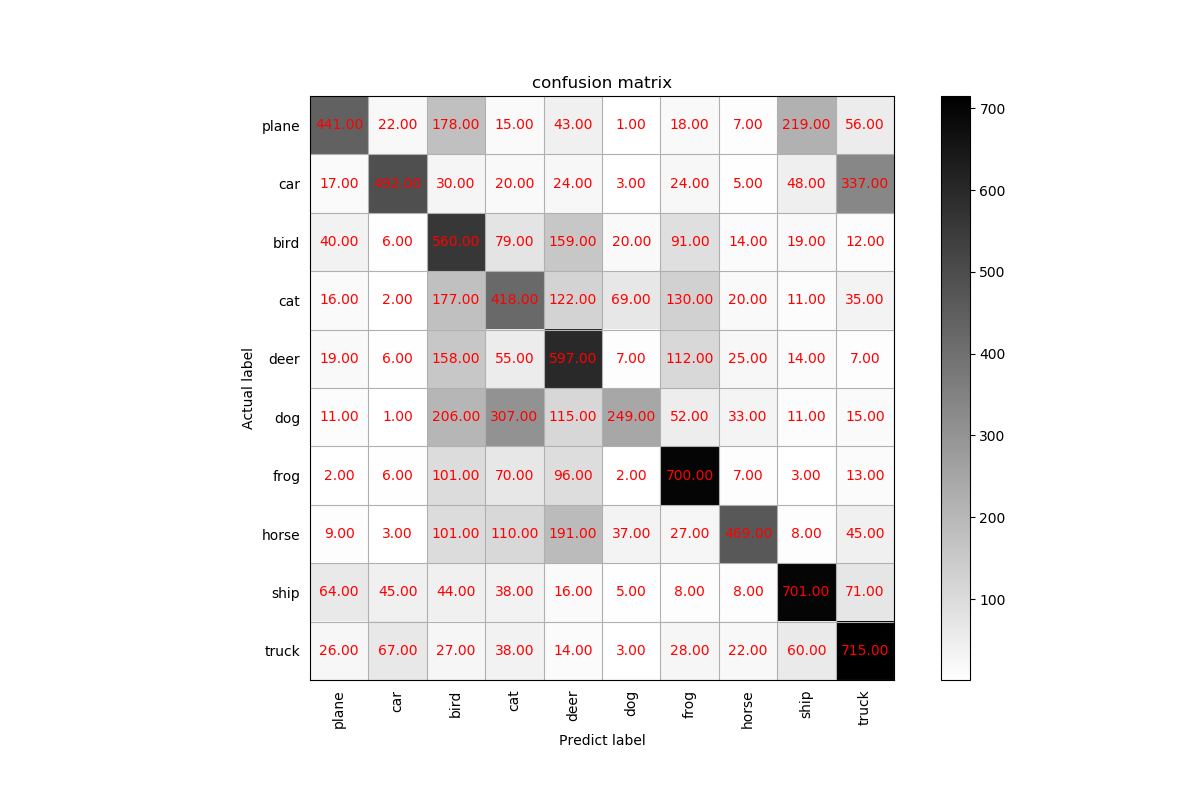 confusion matrix
plane 441.00 22.00 178.00 15.00 43.00 1.00 18.00 7.00 219.00 56.00
car 17.00 492.00 30.00 20.00 24.00 3.00 24.00 5.00 48.00 337.00
bird 40.00 6.00 560.00 79.00 159.00 20.00 91.00 14.00 19.00 12.00
cat 16.00 2.00 177.00 418.00 122.00 69.00 130.00 20.00 11.00 35.00
deer 19.00 6.00 158.00 55.00 597.00 7.00 112.00 25.00 14.00 7.00
dog 11.00 1.00 206.00 307.00 115.00 249.00 52.00 33.00 11.00 15.00
frog 2.00 6.00 101.00 70.00 96.00 2.00 700.00 7.00 3.00 13.00
horse 9.00 3.00 101.00 110.00 191.00 37.00 27.00 469.00 8.00 45.00
ship 64.00 45.00 44.00 38.00 16.00 5.00 8.00 8.00 701.00 71.00
truck 26.00 67.00 27.00 38.00 14.00 3.00 28.00 22.00 60.00 715.00
plane car bird cat deer dog frog horse ship truck
Predict label
Actual label
700
600
500
400
300
200
100